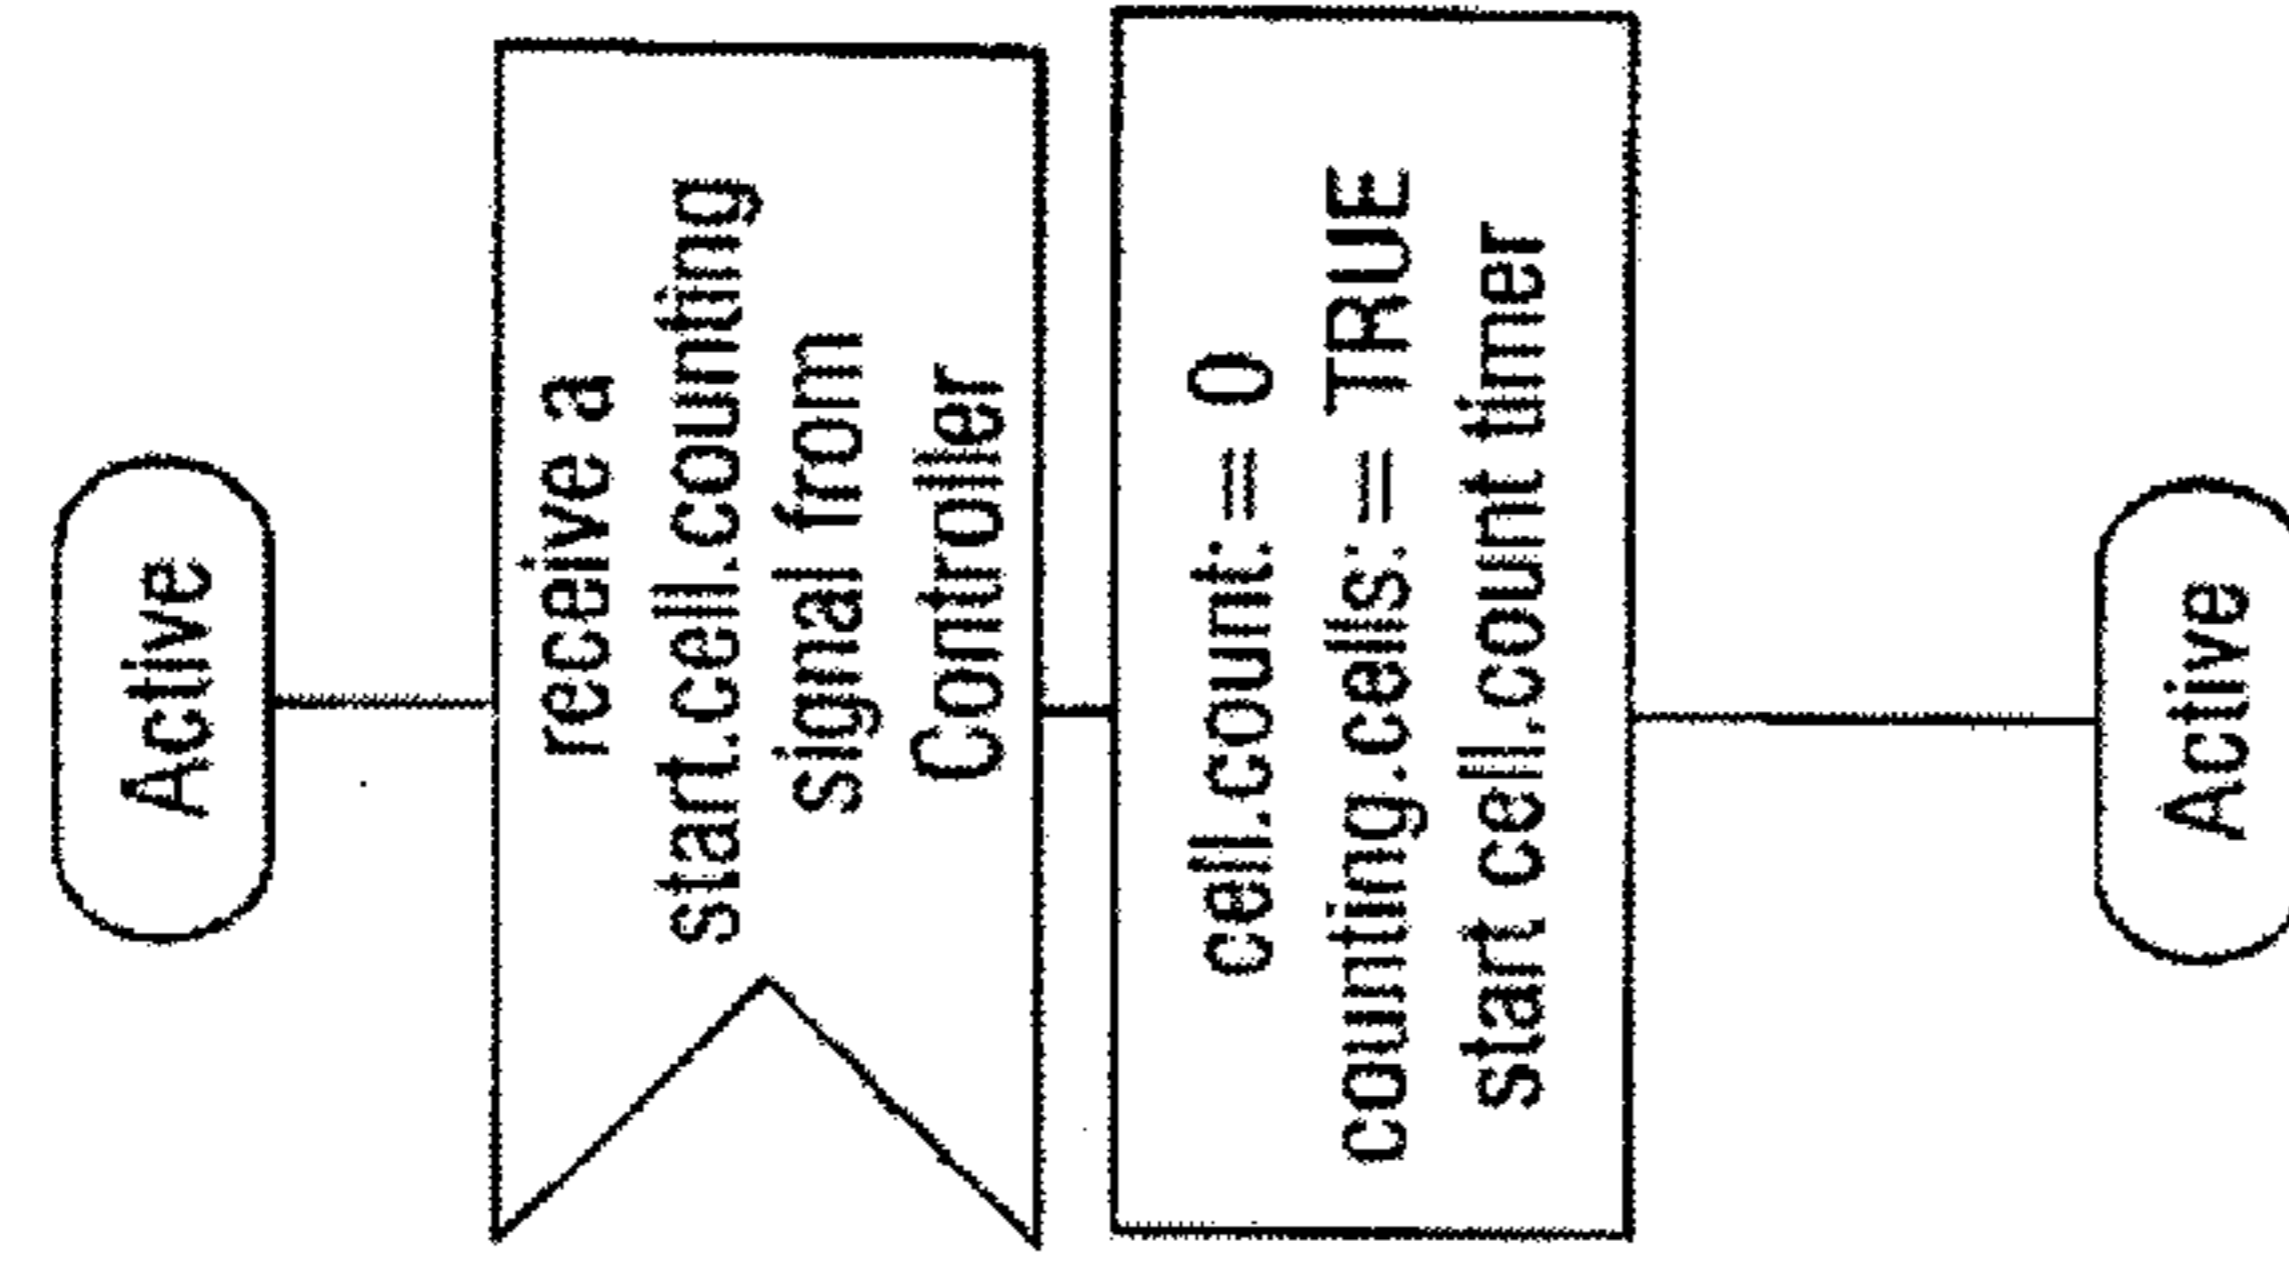 Active
receive a
start.cell.counting
signal from
Controller
cell.count:= 0
counting.cells:= TRUE
start cell.count timer
Active